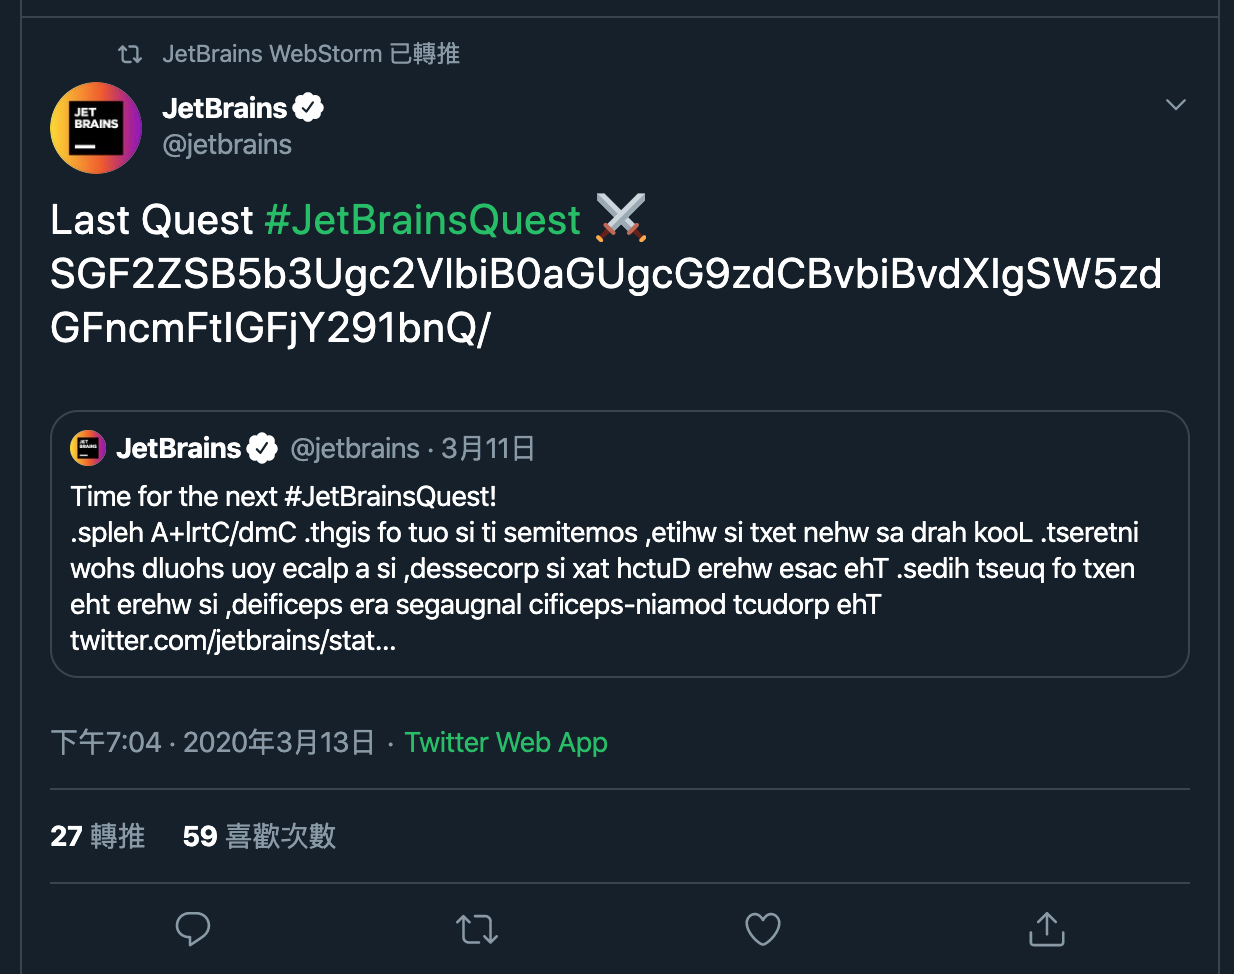 JetBrains WebStorm 已轉推
JET
BRAINS
JetBrains
@jetbrains
Last Quest #JetBrainsQuest ⚔️
SGF2ZSB5b3Ugc2VlbiB0aGUgcG9zdCBvbiBvdXIgSW5zd
GFncmFtIGFjY291bnQ/
JET
BRAINS
JetBrains @jetbrains · 3月11日
Time for the next #JetBrainsQuest!
.spleh A+lrtC/dmC .thgis fo tuo si ti semitemos ,etihw si txet nehw sa drah kooL .tseretni
wohs dluohs uoy ecalp a si ,dessecorp si xat hctuD erehw esac ehT .sedih tseuq fo txen
eht erehw si ,deificeps era segaugnal cificeps-niamod tcudorp ehT
twitter.com/jetbrains/stat...
下午7:04 · 2020年3月13日 · Twitter Web App
27 轉推 59 喜歡次數